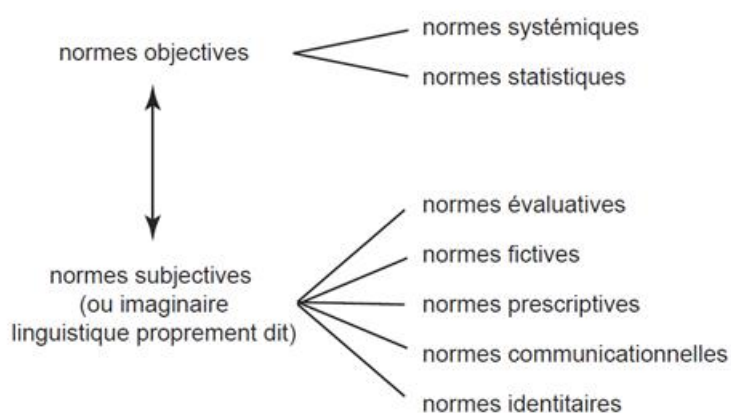 normes systémiques
normes objectives
normes statistiques
normes évaluatives
normes fictives
normes subjectives
(ou imaginaire
linguistique proprement dit)
normes prescriptives
normes communicationnelles
normes identitaires